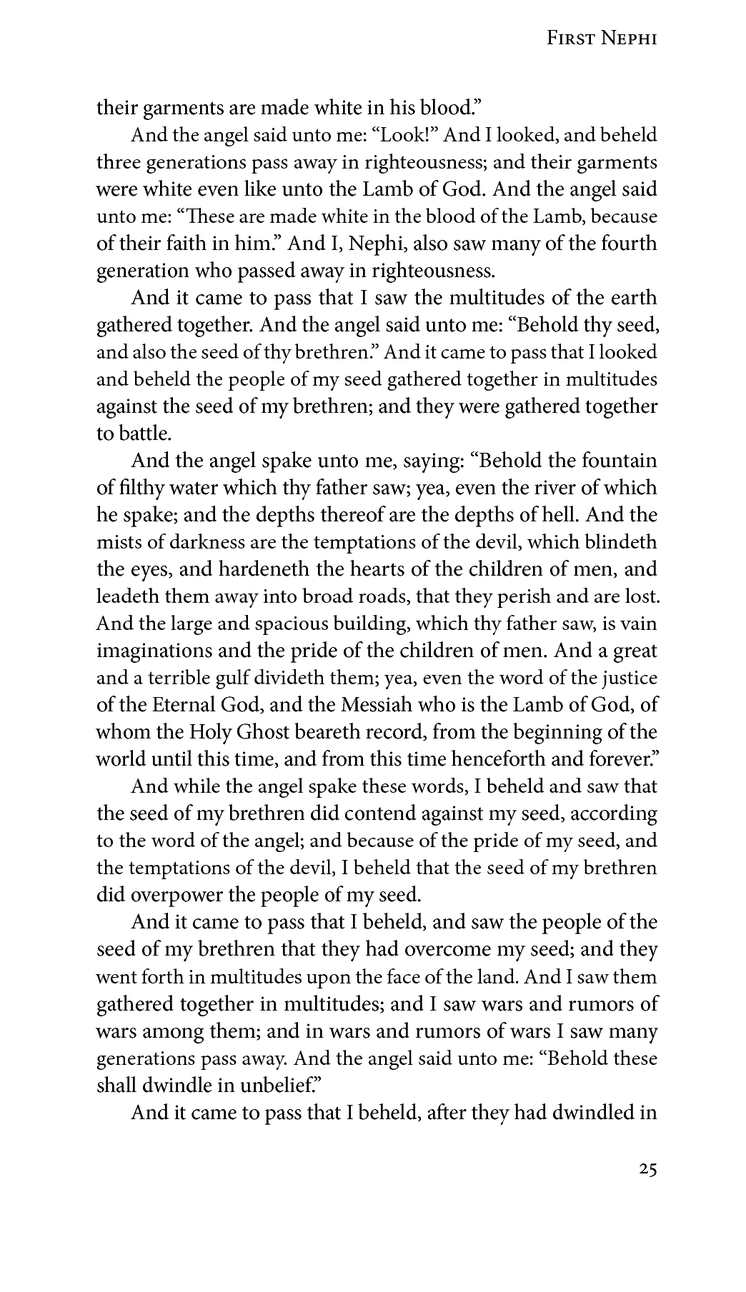 First Nephi
their garments are made white in his blood.”
And the angel said unto me: “Look!” And I looked, and beheld
three generations pass away in righteousness; and their garments
were white even like unto the Lamb of God. And the angel said
unto me: “These are made white in the blood of the Lamb, because
of their faith in him.” And I, Nephi, also saw many of the fourth
generation who passed away in righteousness.
And it came to pass that I saw the multitudes of the earth
gathered together. And the angel said unto me: “Behold thy seed,
and also the seed of thy brethren.” And it came to pass that I looked
and beheld the people of my seed gathered together in multitudes
against the seed of my brethren; and they were gathered together
to battle.
And the angel spake unto me, saying: “Behold the fountain
of filthy water which thy father saw; yea, even the river of which
he spake; and the depths thereof are the depths of hell. And the
mists of darkness are the temptations of the devil, which blindeth
the eyes, and hardeneth the hearts of the children of men, and
leadeth them away into broad roads, that they perish and are lost.
And the large and spacious building, which thy father saw, is vain
imaginations and the pride of the children of men. And a great
and a terrible gulf divideth them; yea, even the word of the justice
of the Eternal God, and the Messiah who is the Lamb of God, of
whom the Holy Ghost beareth record, from the beginning of the
world until this time, and from this time henceforth and forever.”
And while the angel spake these words, I beheld and saw that
the seed of my brethren did contend against my seed, according
to the word of the angel; and because of the pride of my seed, and
the temptations of the devil, I beheld that the seed of my brethren
did overpower the people of my seed.
And it came to pass that I beheld, and saw the people of the
seed of my brethren that they had overcome my seed; and they
went forth in multitudes upon the face of the land. And I saw them
gathered together in multitudes; and I saw wars and rumors of
wars among them; and in wars and rumors of wars I saw many
generations pass away. And the angel said unto me: “Behold these
shall dwindle in unbelief.”
And it came to pass that I beheld, after they had dwindled in
25